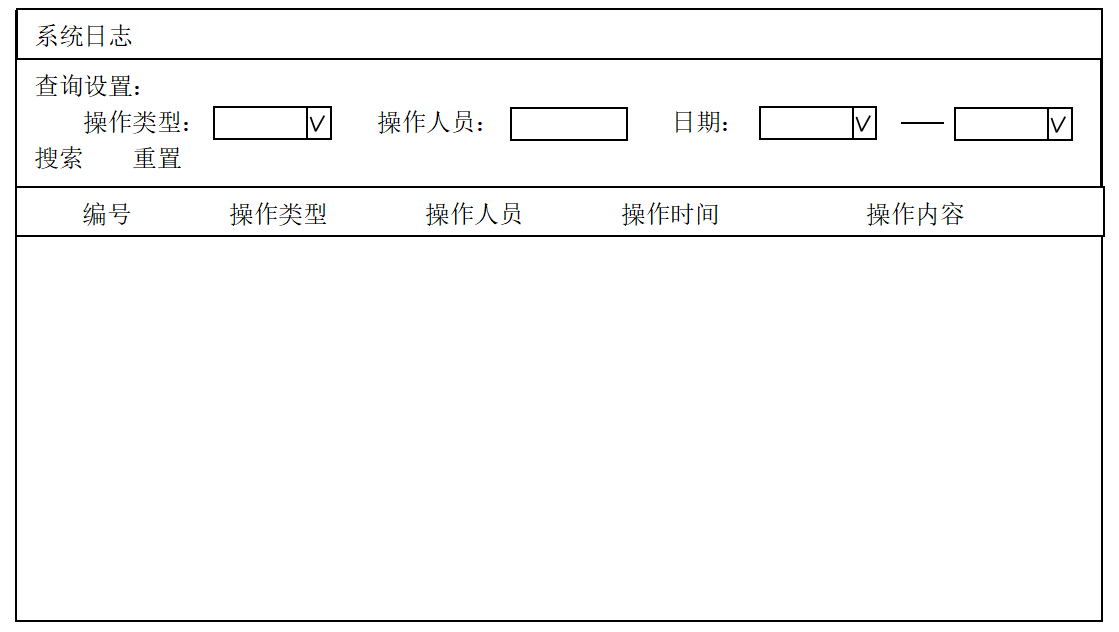 系统日志
查询设置：
操作类型： 操作人员： 日期： ——
搜索 重置
编号 操作类型 操作人员 操作时间 操作内容